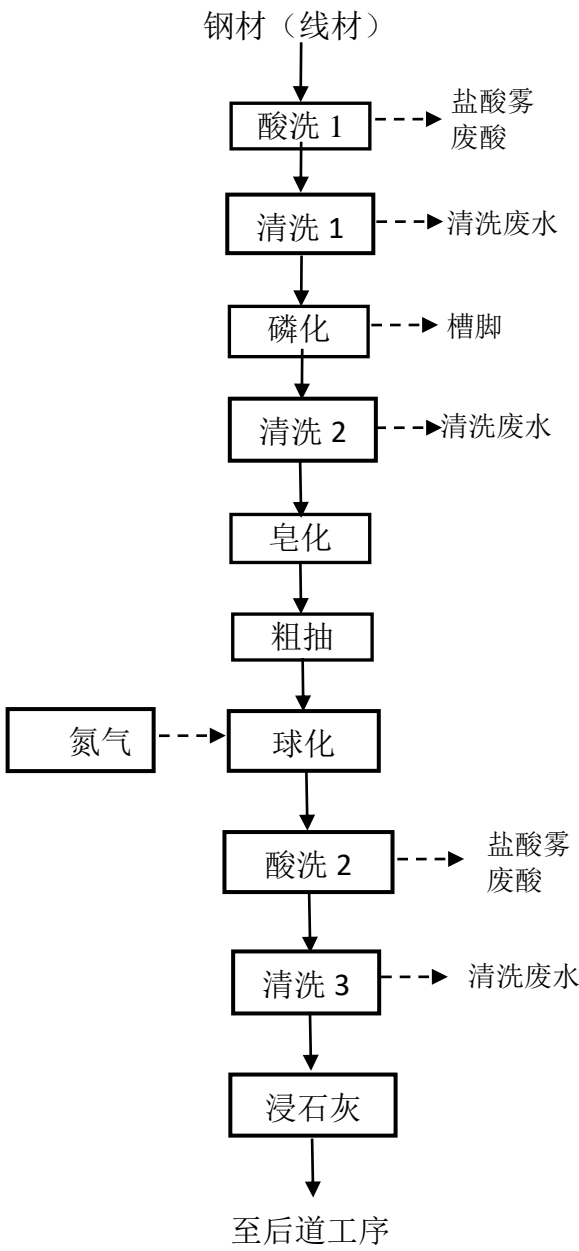 钢材（线材）
酸洗 1
盐酸雾
废酸
清洗 1
清洗废水
磷化
槽脚
清洗 2
清洗废水
皂化
粗抽
氮气
球化
酸洗 2
盐酸雾
废酸
清洗 3
清洗废水
浸石灰
至后道工序